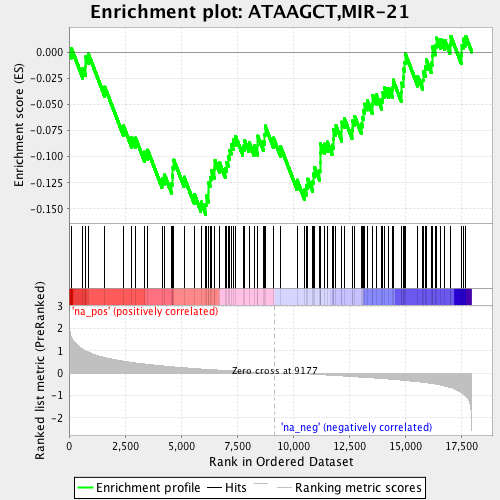 Enrichment plot: ATAAGCT,MIR-21
Enrichment score (ES)
0.000
-0.025
-0.050
-0.075
-0.100
-0.125
-0.150
'na_pos' (positively correlated)
Ranked list metric (PreRanked)
3
2
1
0
-1
-2
Zero cross at 9177
'na_neg' (negatively correlated)
0
2,500
5,000
7,500
10,000
12,500
15,000
17,500
Rank in Ordered Dataset
Enrichment profile
Hits
Ranking metric scores